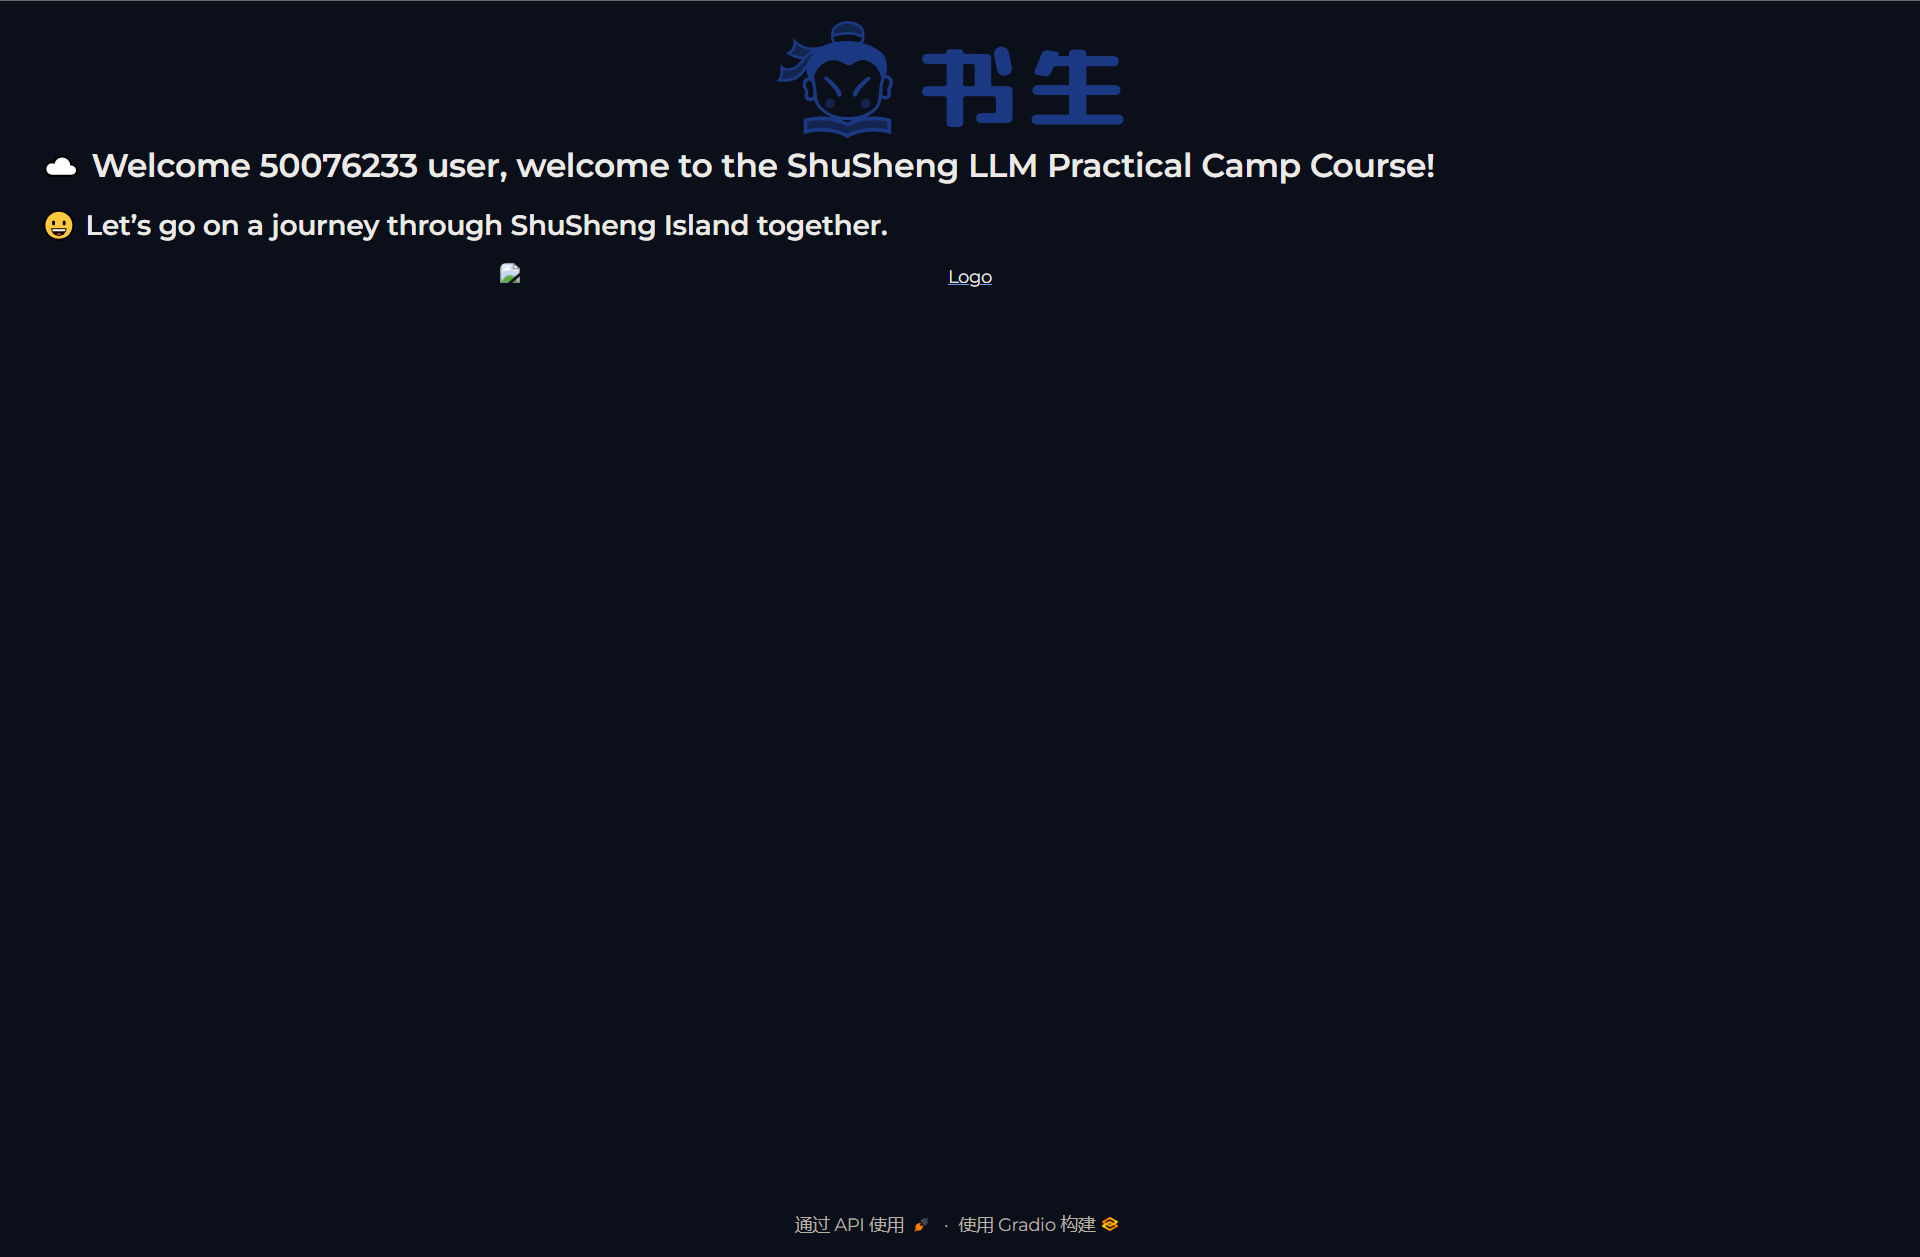 书生
☁️ Welcome 50076233 user, welcome to the ShuSheng LLM Practical Camp Course!
😀 Let’s go on a journey through ShuSheng Island together.
Logo
通过 API 使用 🚀 · 使用 Gradio 构建